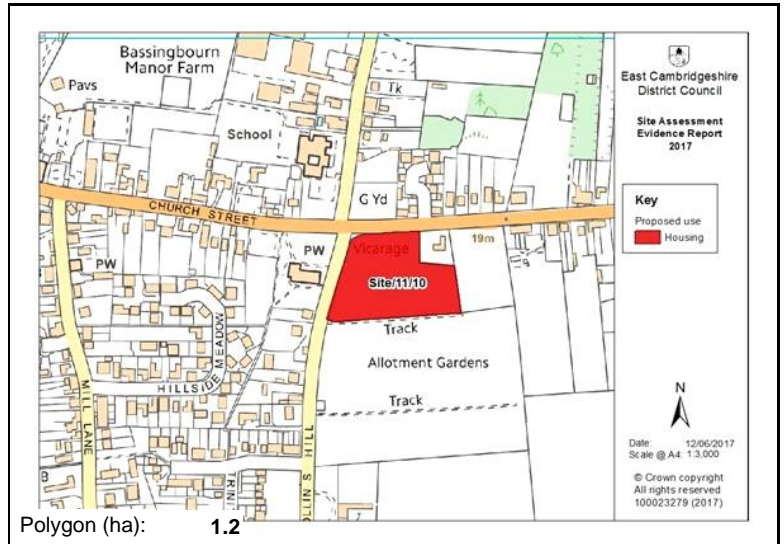 Bassingbourn
Manor Farm
Pavs
School
Tk
G Yd
CHURCH STREET
19m
PW
Vicarage
PW
Site/11/10
Track
Allotment Gardens
HILLSIDE MEADOW
Track
MILL LANE
COLLIN'S HILL
TRINI
B
East Cambridgeshire
District Council
Site Assessment
Evidence Report
2017
Key
Proposed use
Housing
N
Date: 12/06/2017
Scale @ A4: 1:3,000
© Crown copyright
All rights reserved
100023279 (2017)
Polygon (ha): 1.2